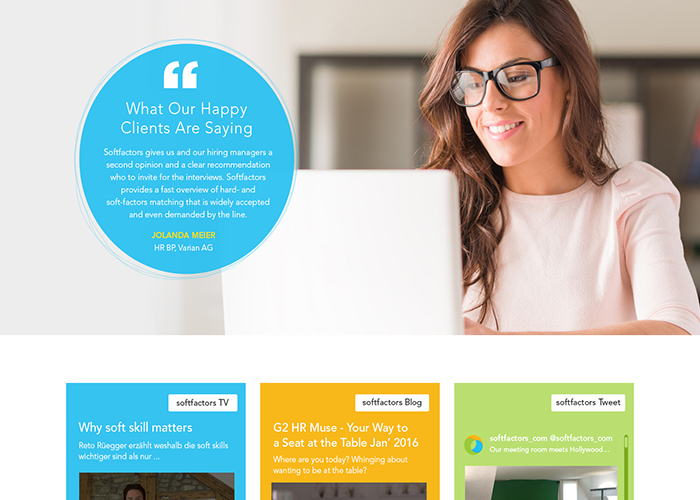 What Our Happy
Clients Are Saying
Softfactors gives us and our hiring managers a
second opinion and a clear recommendation
who to invite for the interviews. Softfactors
provides a fast overview of hard- and
soft-factors matching that is widely accepted
and even demanded by the line.
JOLANDA MEIER
HR BP, Varian AG
softfactors TV
Why soft skill matters
Reto Rüegger erzählt weshalb die soft skills
wichtiger sind als nur ...
softfactors Blog
G2 HR Muse - Your Way to
a Seat at the Table Jan’ 2016
Where are you today? Whinging about
wanting to be at the table?
softfactors Tweet
softfactors_com @softfactors_com
Our meeting room meets Hollywood...